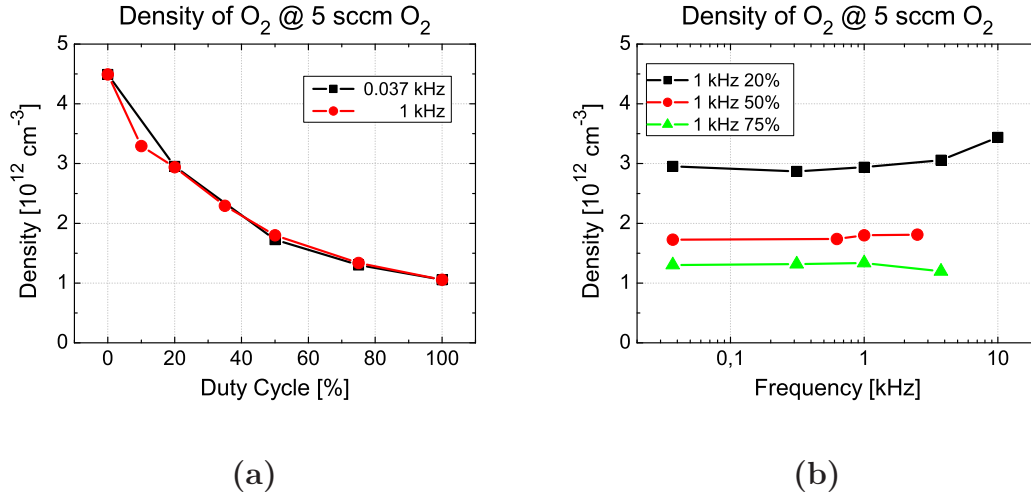 Density of O2 @ 5 sccm O2
Density [10^12 cm^-3]
5
4
3
2
1
0
0.037 kHz
1 kHz
0 20 40 60 80 100
Duty Cycle [%]
(a)
Density of O2 @ 5 sccm O2
Density [10^12 cm^-3]
5
4
3
2
1
0
1 kHz 20%
1 kHz 50%
1 kHz 75%
0,1 1 10
Frequency [kHz]
(b)